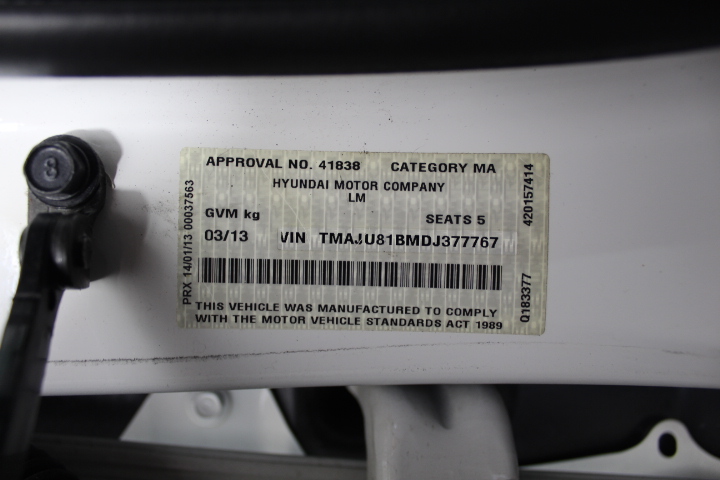 APPROVAL NO. 41838 CATEGORY MA
HYUNDAI MOTOR COMPANY
LM
GVM kg SEATS 5
03/13 VIN TMAJU81BMDJ377767
THIS VEHICLE WAS MANUFACTURED TO COMPLY
WITH THE MOTOR VEHICLE STANDARDS ACT 1989
PRX 14/01/13 00037563
Q183377 420157414
8